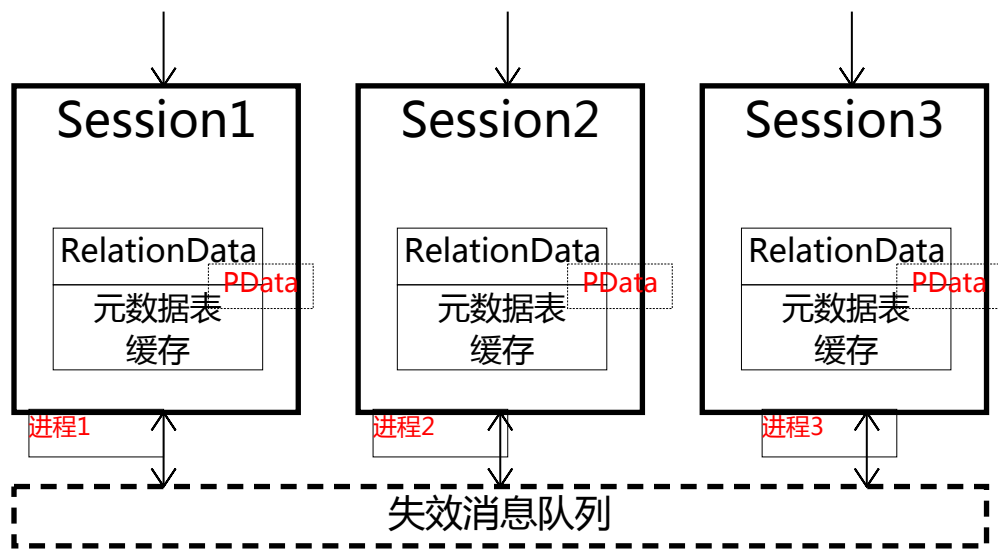 Session1
Session2
Session3
RelationData
RelationData
RelationData
PData
PData
PData
元数据表
缓存
元数据表
缓存
元数据表
缓存
进程1
进程2
进程3
失效消息队列